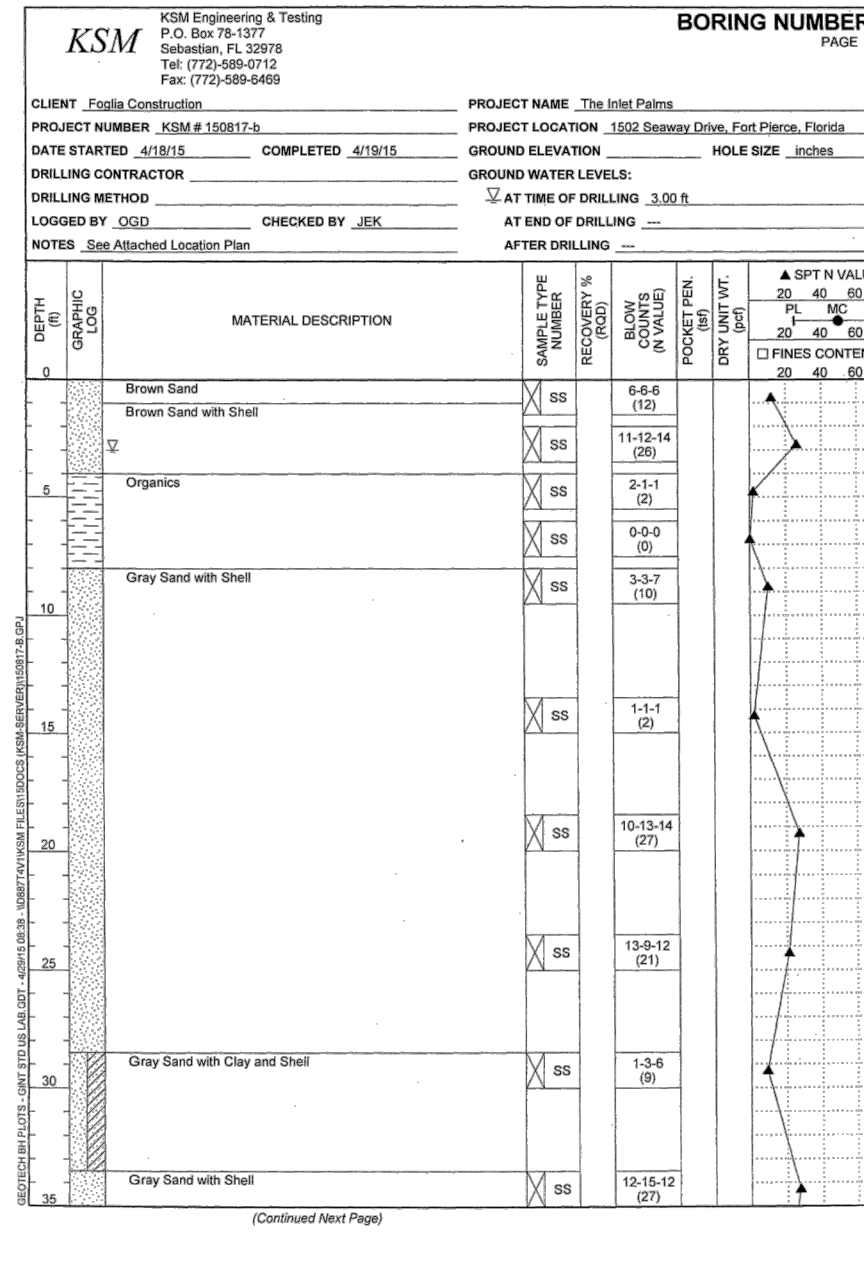 KSM
KSM Engineering & Testing
P.O. Box 78-1377
Sebastian, FL 32978
Tel: (772)-589-0712
Fax: (772)-589-6469
BORING NUMBER
PAGE
CLIENT Foglia Construction
PROJECT NAME The Inlet Palms
PROJECT NUMBER KSM # 150817-b
PROJECT LOCATION 1502 Seaway Drive, Fort Pierce, Florida
DATE STARTED 4/18/15 COMPLETED 4/19/15
GROUND ELEVATION HOLE SIZE inches
DRILLING CONTRACTOR
GROUND WATER LEVELS:
DRILLING METHOD
AT TIME OF DRILLING 3.00 ft
LOGGED BY OGD CHECKED BY JEK
AT END OF DRILLING ---
NOTES See Attached Location Plan
AFTER DRILLING ---
DEPTH (ft)
GRAPHIC LOG
MATERIAL DESCRIPTION
SAMPLE TYPE NUMBER
RECOVERY % (RQD)
BLOW COUNTS (N VALUE)
POCKET PEN. (tsf)
DRY UNIT WT. (pcf)
▲ SPT N VALU
20 40 60
PL MC
20 40 60
□ FINES CONTEN
20 40 60
0
Brown Sand
SS
6-6-6
(12)
Brown Sand with Shell
SS
11-12-14
(26)
5
Organics
SS
2-1-1
(2)
SS
0-0-0
(0)
Gray Sand with Shell
SS
3-3-7
(10)
10
SS
1-1-1
(2)
15
SS
10-13-14
(27)
20
SS
13-9-12
(21)
25
Gray Sand with Clay and Shell
SS
1-3-6
(9)
30
Gray Sand with Shell
SS
12-15-12
(27)
35
(Continued Next Page)
GEOTECH BH PLOTS - GINT STD US LAB.GDT - 4/29/15 08:38 - \\D887T4V1\KSM FILES\15DOCS (KSM-SERVER)\150817-B.GPJ